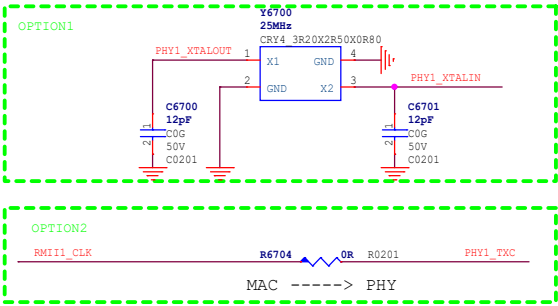 OPTION1
Y6700
25MHz
CRY4_3R20X2R50X0R80
PHY1_XTALOUT
1 X1 GND 4
2 GND X2 3
PHY1_XTALIN
C6700
12pF
C0G
50V
C0201
1
2
C6701
12pF
C0G
50V
C0201
1
2
OPTION2
RMII1_CLK R6704 0R R0201 PHY1_TXC
MAC -----> PHY